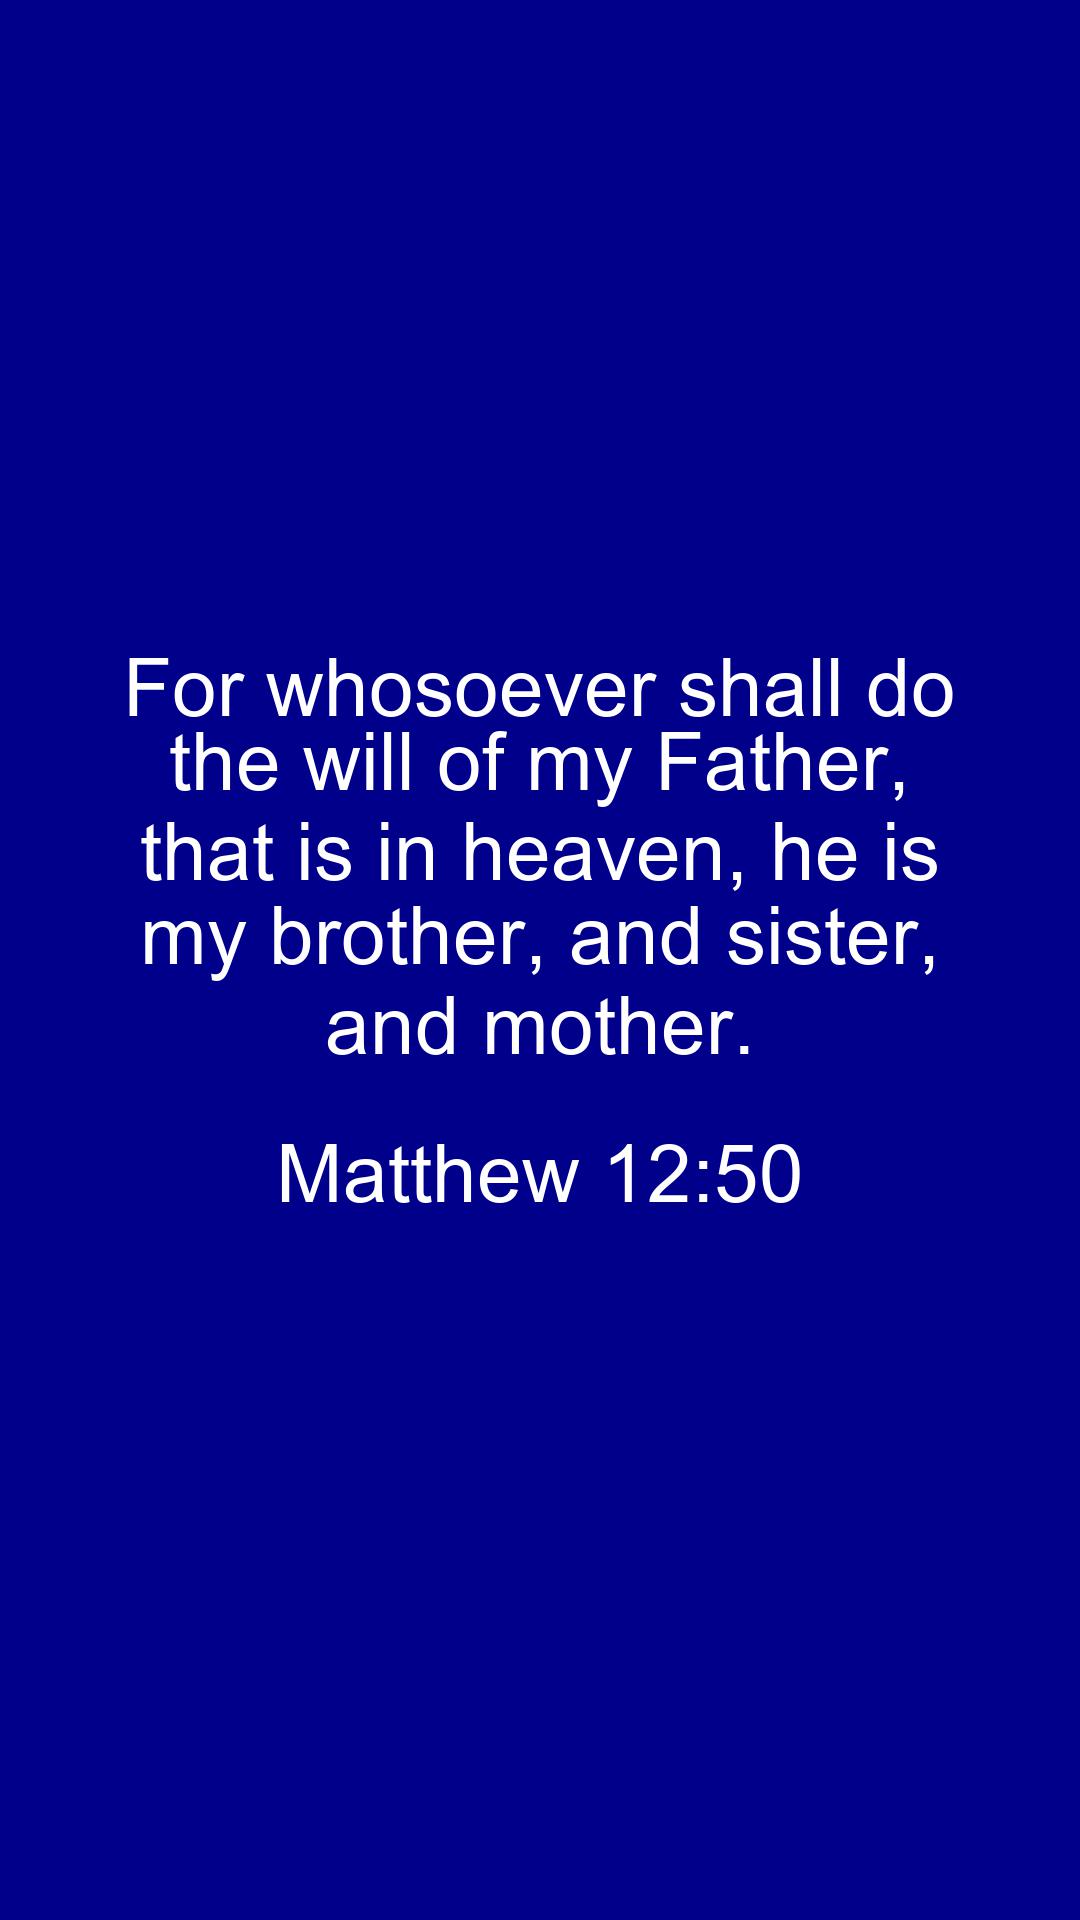 For whosoever shall do
the will of my Father,
that is in heaven, he is
my brother, and sister,
and mother.
Matthew 12:50